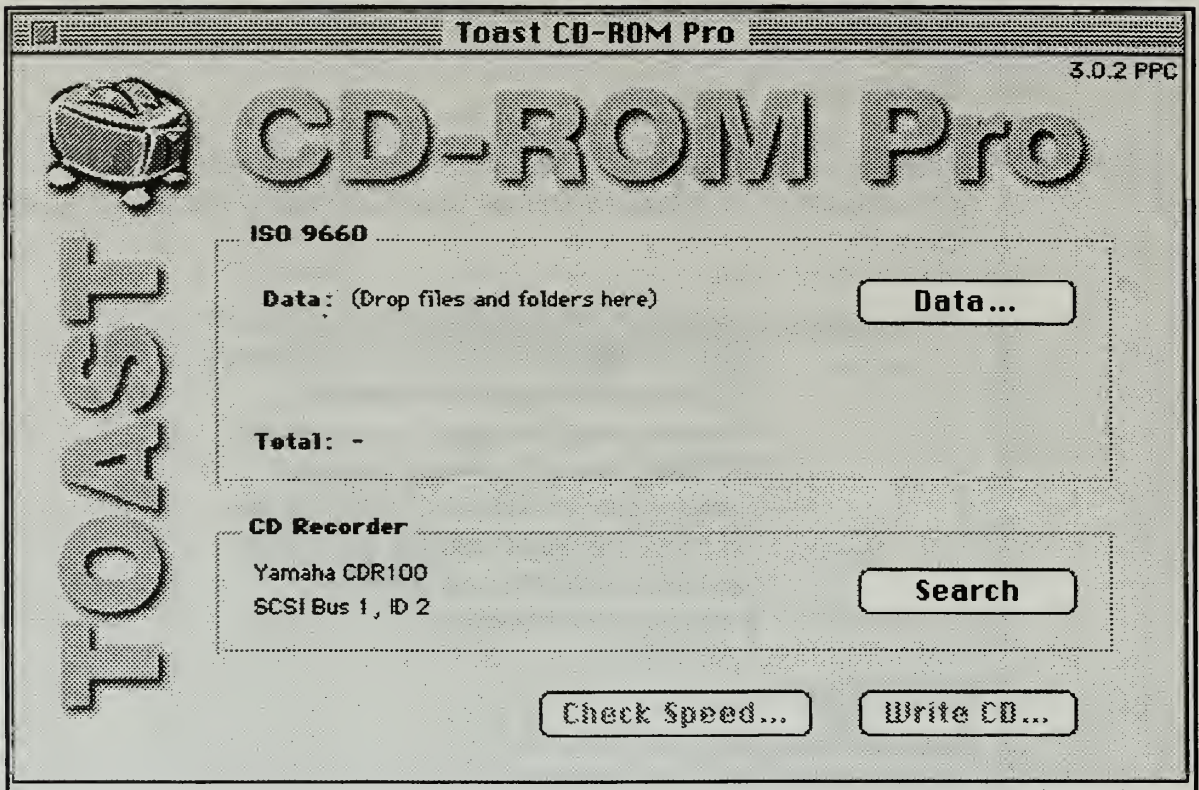 Toast CD-ROM Pro
3.0.2 PPC
CD-ROM Pro
TOAST
ISO 9660
Data: (Drop files and folders here)
Data...
Total: -
CD Recorder
Yamaha CDR100
SCSI Bus 1, ID 2
Search
Check Speed...
Write CD...